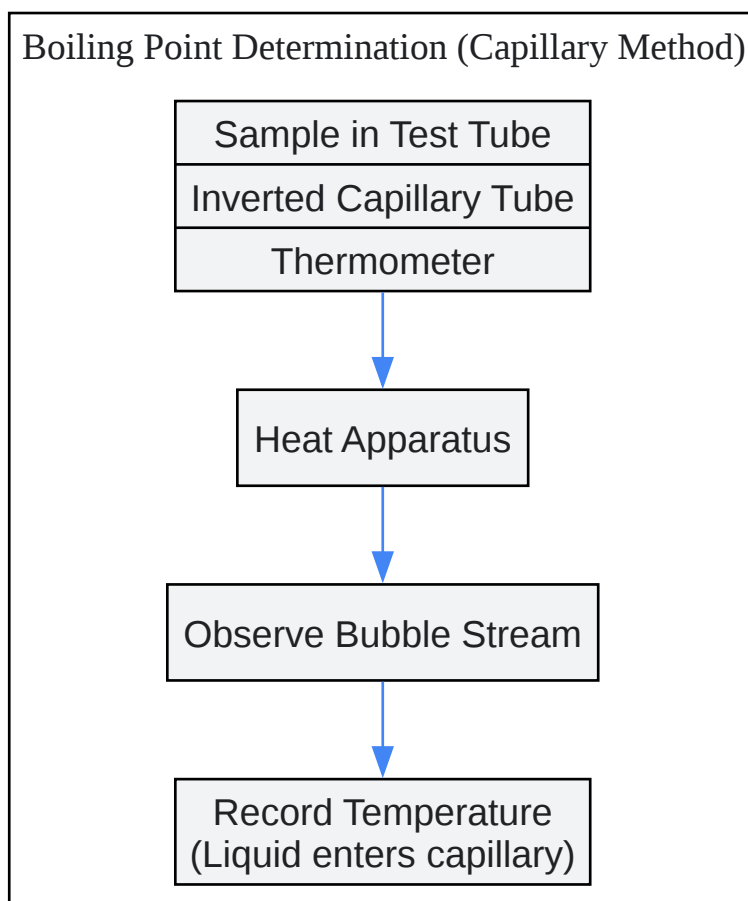 Boiling Point Determination (Capillary Method)
Sample in Test Tube
Inverted Capillary Tube
Thermometer
Heat Apparatus
Observe Bubble Stream
Record Temperature
(Liquid enters capillary)